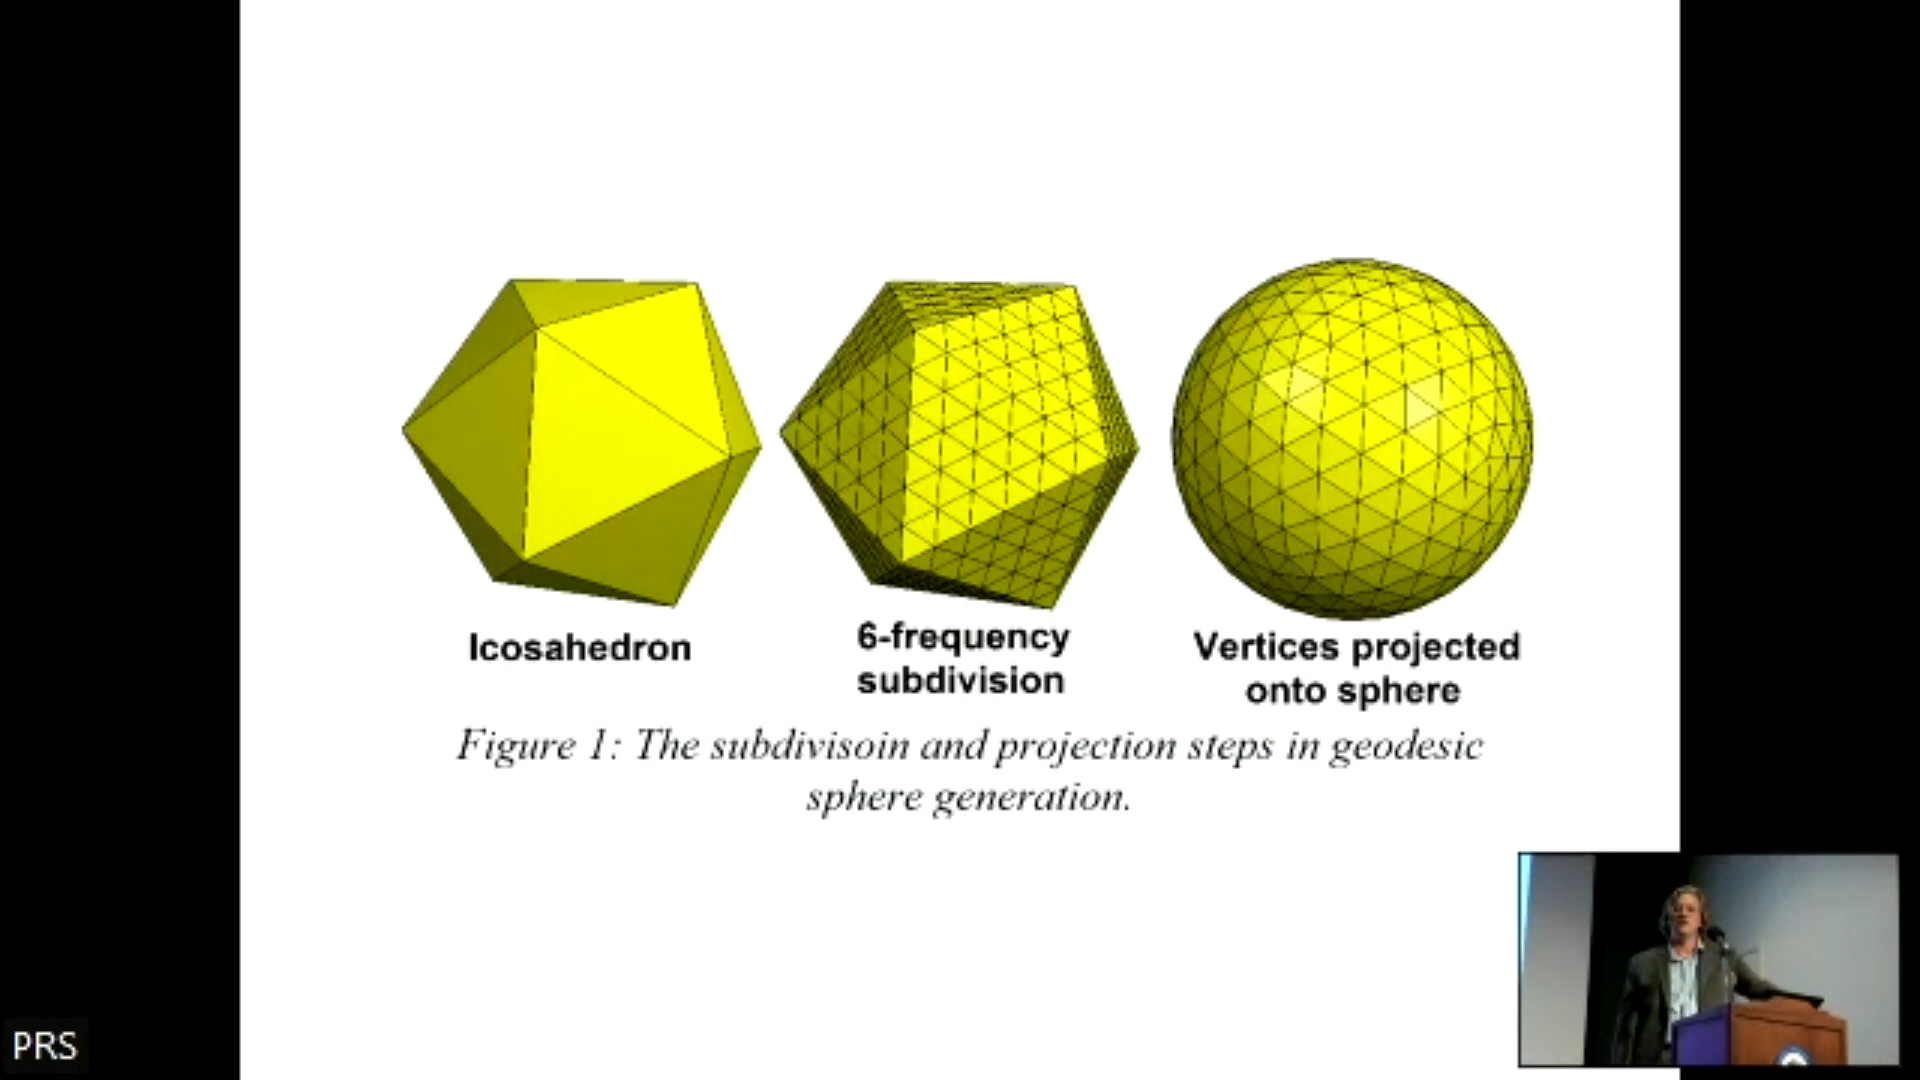 Icosahedron
6-frequency
subdivision
Vertices projected
onto sphere
Figure 1: The subdivisoin and projection steps in geodesic
sphere generation.
PRS